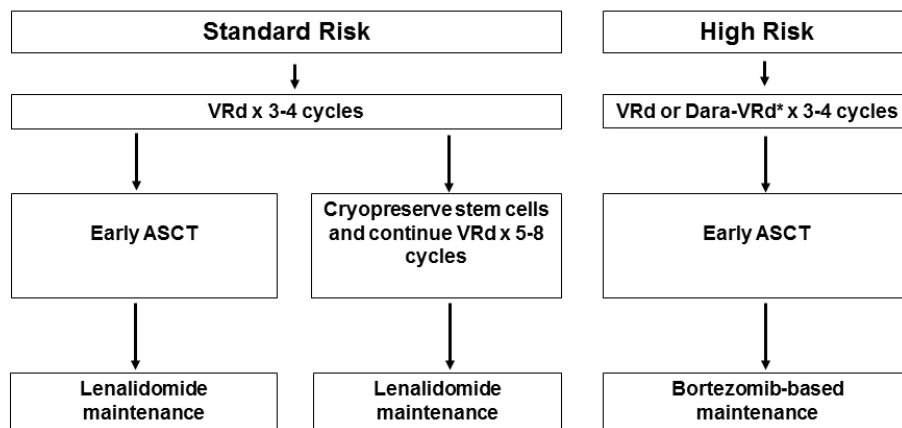 Standard Risk
VRd x 3-4 cycles
Early ASCT
Lenalidomide
maintenance
Cryopreserve stem cells
and continue VRd x 5-8
cycles
Lenalidomide
maintenance
High Risk
VRd or Dara-VRd* x 3-4 cycles
Early ASCT
Bortezomib-based
maintenance